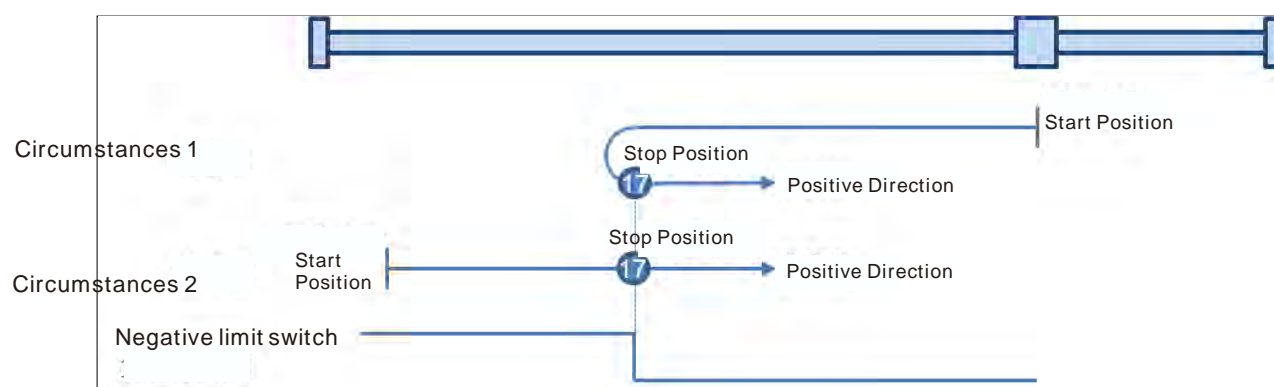 Start Position
Circumstances 1
Stop Position
17
Positive Direction
Stop Position
Start
Position
17
Positive Direction
Circumstances 2
Negative limit switch